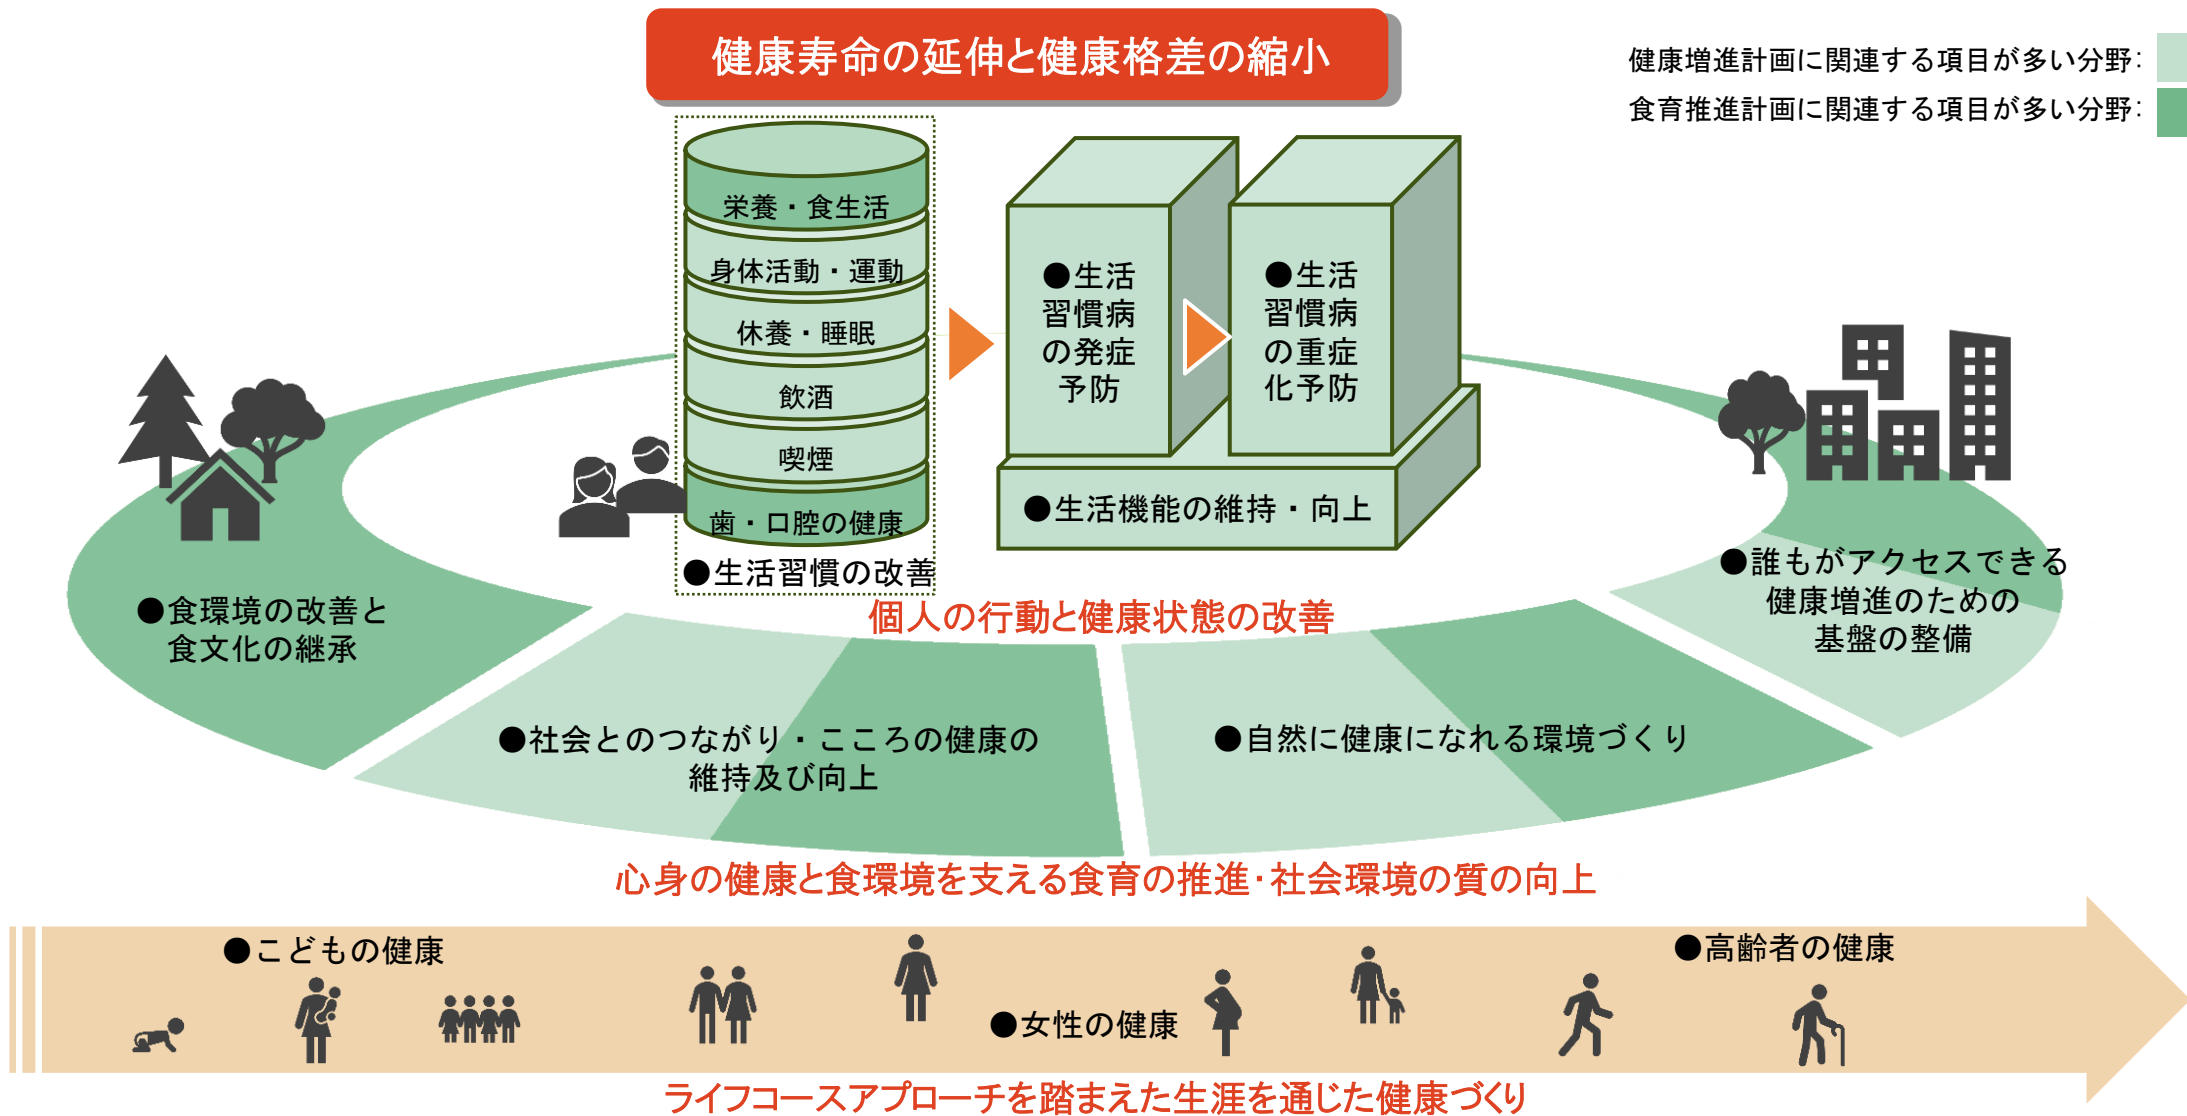 健康寿命の延伸と健康格差の縮小
健康増進計画に関連する項目が多い分野：
食育推進計画に関連する項目が多い分野：
栄養・食生活
身体活動・運動
休養・睡眠
飲酒
喫煙
歯・口腔の健康
●生活習慣の改善
●生活
習慣病
の発症
予防
●生活
習慣病
の重症
化予防
●生活機能の維持・向上
個人の行動と健康状態の改善
●食環境の改善と
食文化の継承
●社会とのつながり・こころの健康の
維持及び向上
●自然に健康になれる環境づくり
●誰もがアクセスできる
健康増進のための
基盤の整備
心身の健康と食環境を支える食育の推進・社会環境の質の向上
●こどもの健康
●女性の健康
●高齢者の健康
ライフコースアプローチを踏まえた生涯を通じた健康づくり